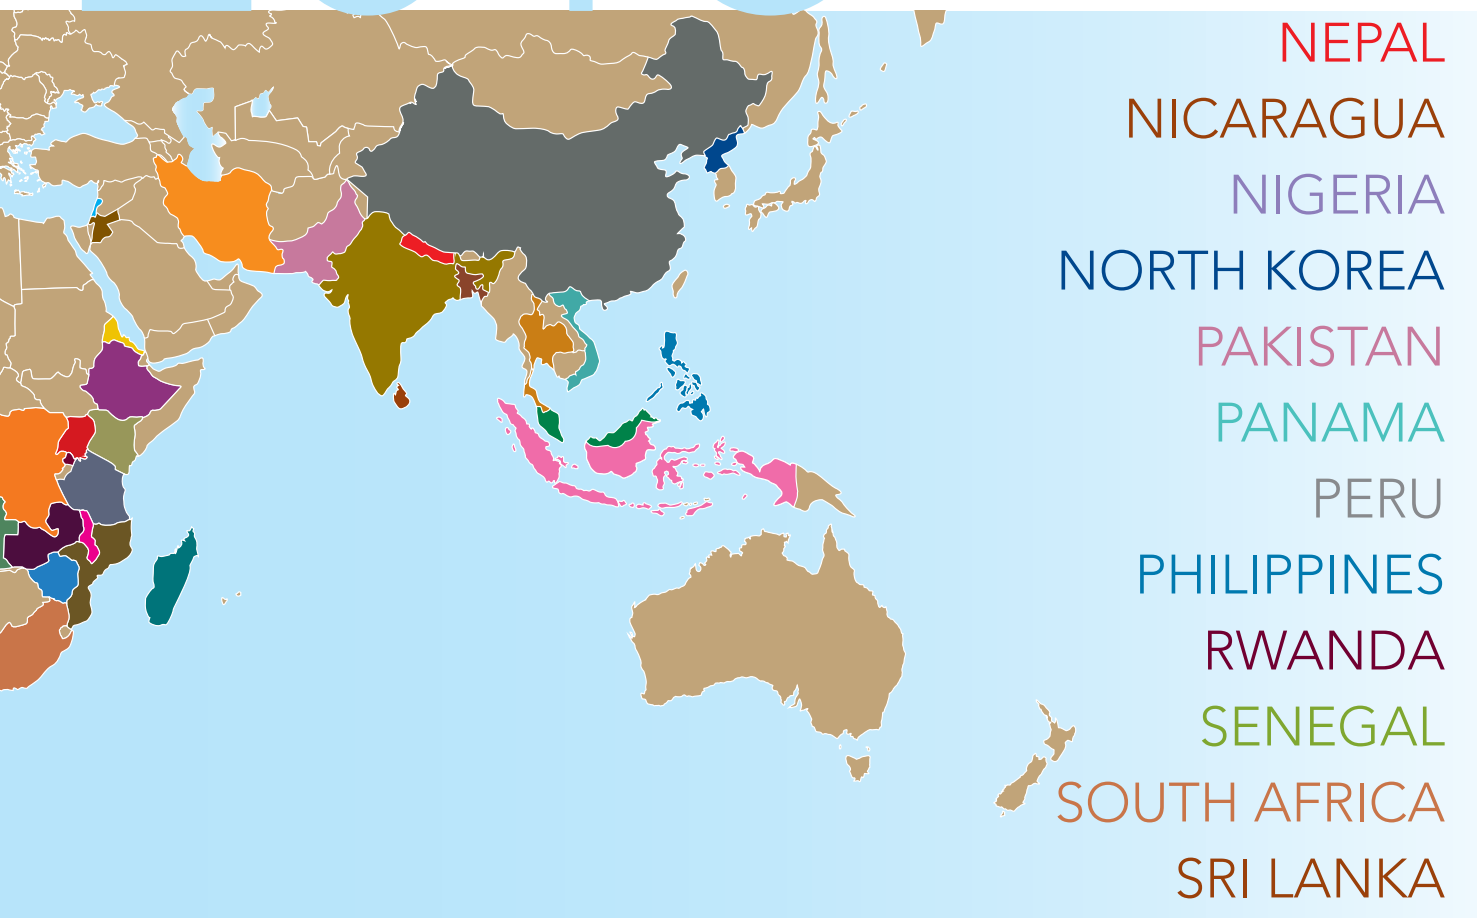 NEPAL
NICARAGUA
NIGERIA
NORTH KOREA
PAKISTAN
PANAMA
PERU
PHILIPPINES
RWANDA
SENEGAL
SOUTH AFRICA
SRI LANKA